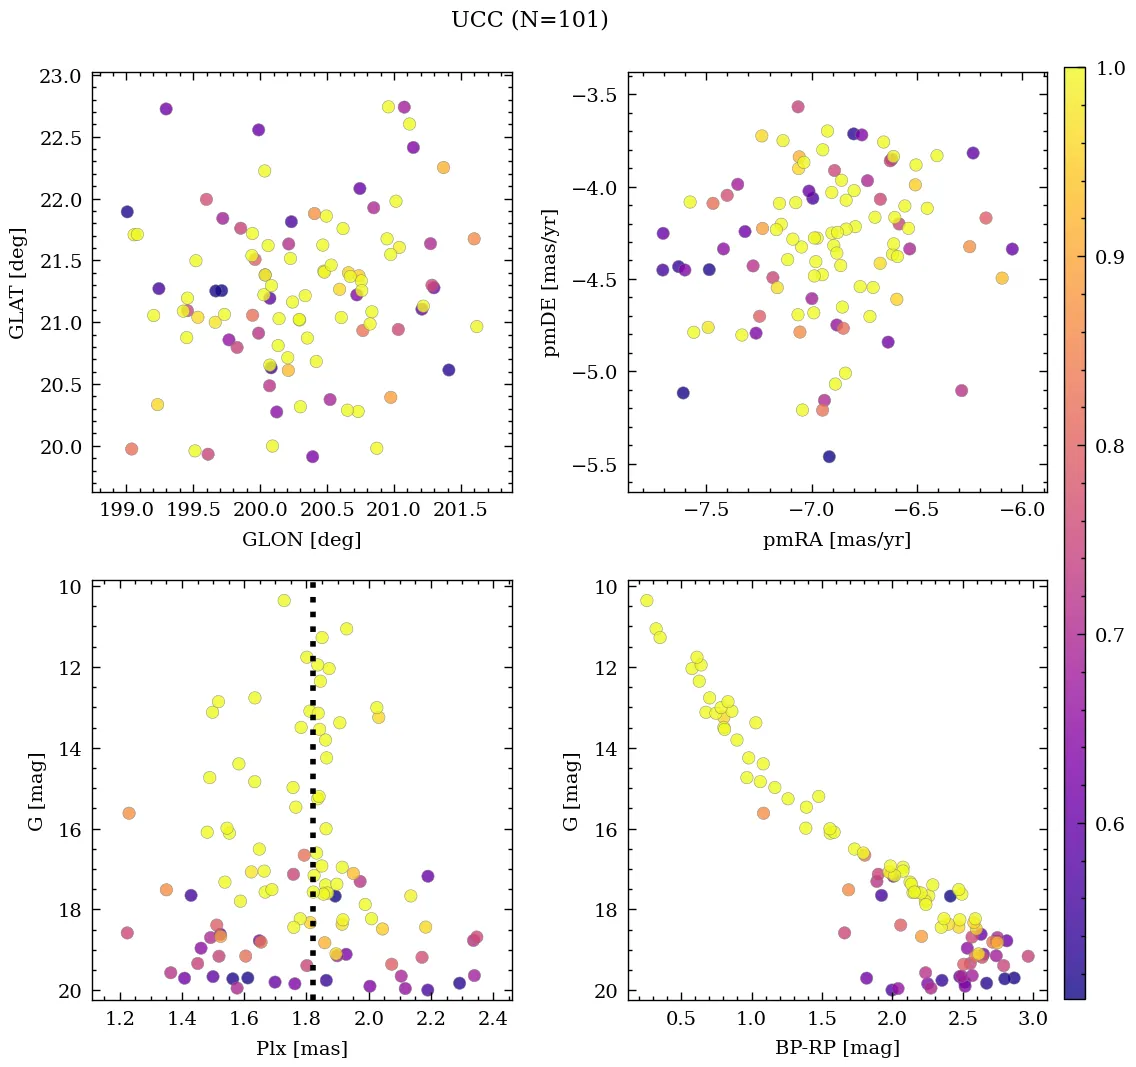 UCC (N=101)
23.0
22.5
22.0
21.5
21.0
20.5
20.0
GLAT [deg]
199.0 199.5 200.0 200.5 201.0 201.5
GLON [deg]
−3.5
−4.0
−4.5
−5.0
−5.5
pmDE [mas/yr]
−7.5 −7.0 −6.5 −6.0
pmRA [mas/yr]
1.0
0.9
0.8
0.7
0.6
10
12
14
16
18
20
G [mag]
1.2 1.4 1.6 1.8 2.0 2.2 2.4
Plx [mas]
10
12
14
16
18
20
G [mag]
0.5 1.0 1.5 2.0 2.5 3.0
BP-RP [mag]